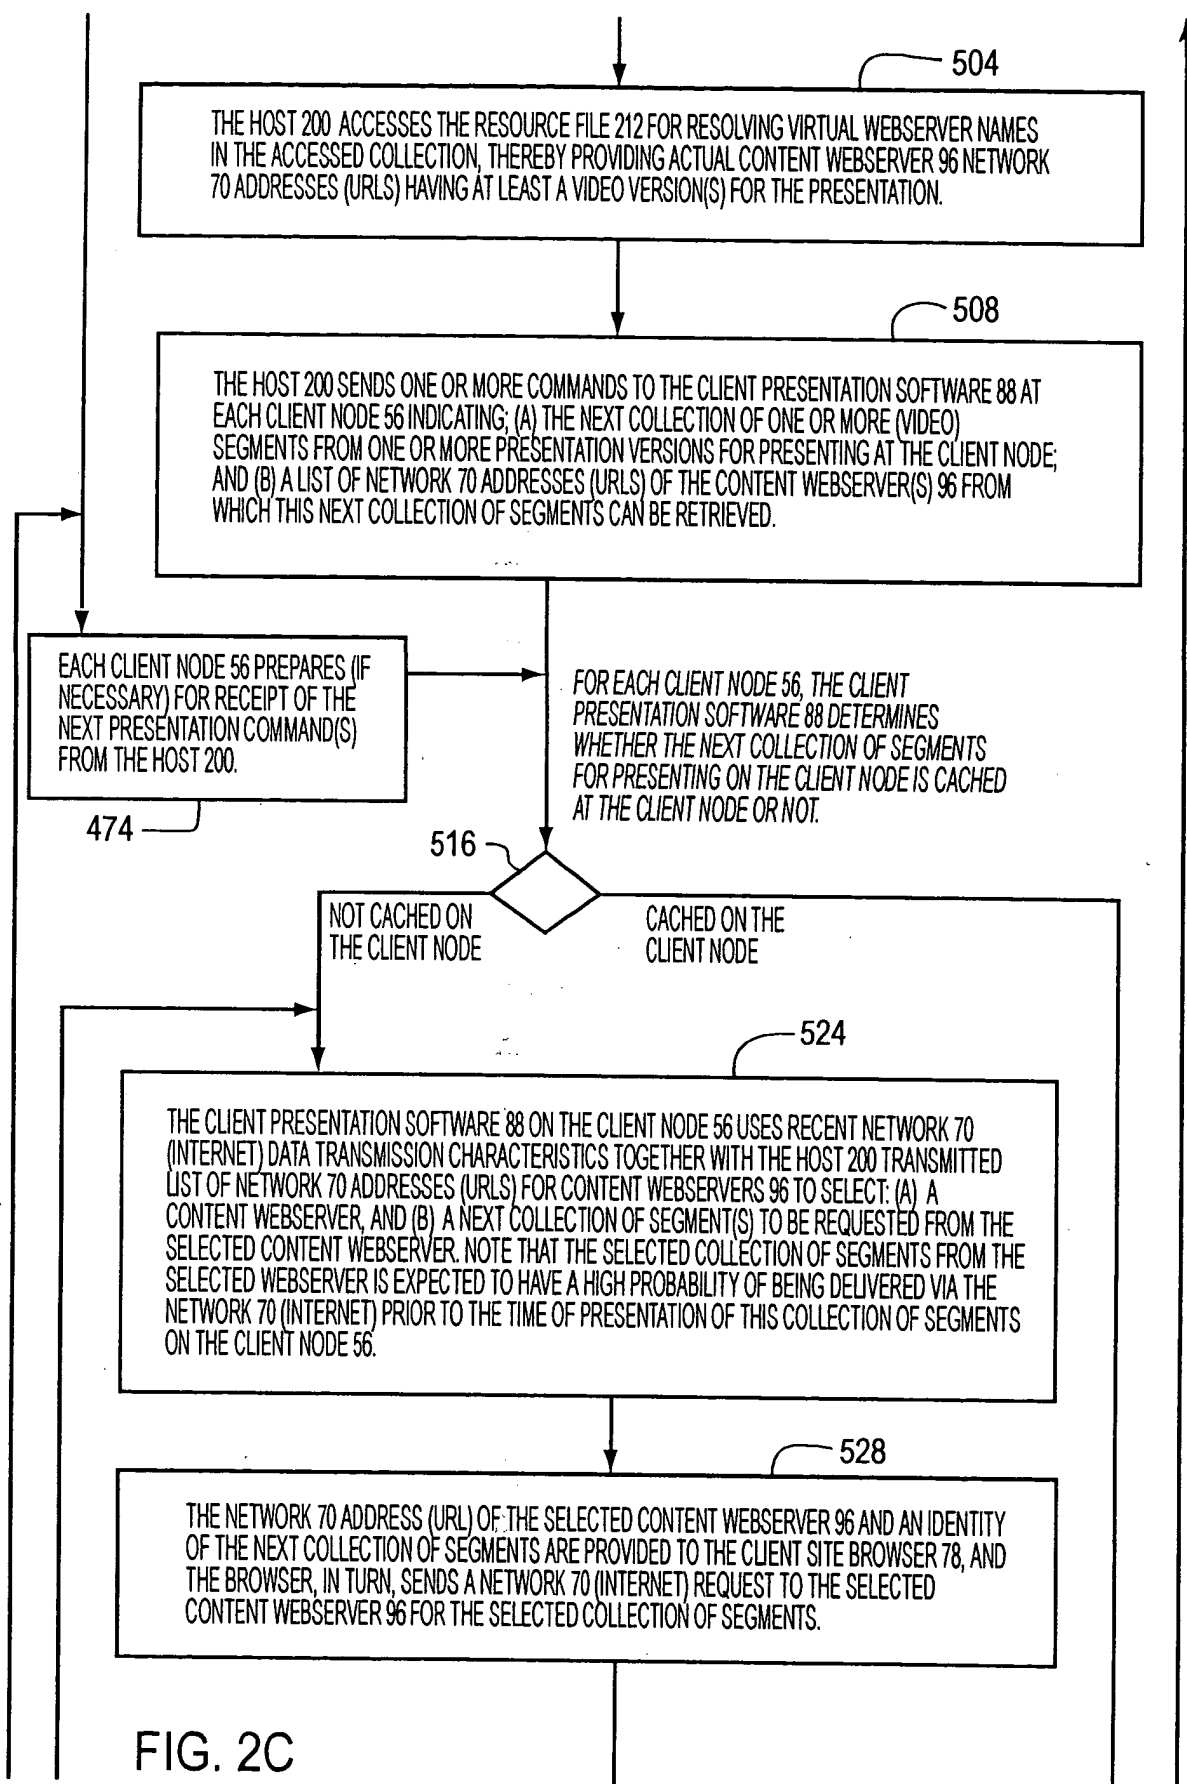 504
THE HOST 200 ACCESSES THE RESOURCE FILE 212 FOR RESOLVING VIRTUAL WEBSERVER NAMES
IN THE ACCESSED COLLECTION, THEREBY PROVIDING ACTUAL CONTENT WEBSERVER 96 NETWORK
70 ADDRESSES (URLS) HAVING AT LEAST A VIDEO VERSION(S) FOR THE PRESENTATION.
508
THE HOST 200 SENDS ONE OR MORE COMMANDS TO THE CLIENT PRESENTATION SOFTWARE 88 AT
EACH CLIENT NODE 56 INDICATING; (A) THE NEXT COLLECTION OF ONE OR MORE (VIDEO)
SEGMENTS FROM ONE OR MORE PRESENTATION VERSIONS FOR PRESENTING AT THE CLIENT NODE;
AND (B) A LIST OF NETWORK 70 ADDRESSES (URLS) OF THE CONTENT WEBSERVER(S) 96 FROM
WHICH THIS NEXT COLLECTION OF SEGMENTS CAN BE RETRIEVED.
EACH CLIENT NODE 56 PREPARES (IF
NECESSARY) FOR RECEIPT OF THE
NEXT PRESENTATION COMMAND(S)
FROM THE HOST 200.
474
FOR EACH CLIENT NODE 56, THE CLIENT
PRESENTATION SOFTWARE 88 DETERMINES
WHETHER THE NEXT COLLECTION OF SEGMENTS
FOR PRESENTING ON THE CLIENT NODE IS CACHED
AT THE CLIENT NODE OR NOT.
516
NOT CACHED ON
THE CLIENT NODE
CACHED ON THE
CLIENT NODE
524
THE CLIENT PRESENTATION SOFTWARE 88 ON THE CLIENT NODE 56 USES RECENT NETWORK 70
(INTERNET) DATA TRANSMISSION CHARACTERISTICS TOGETHER WITH THE HOST 200 TRANSMITTED
LIST OF NETWORK 70 ADDRESSES (URLS) FOR CONTENT WEBSERVERS 96 TO SELECT: (A) A
CONTENT WEBSERVER, AND (B) A NEXT COLLECTION OF SEGMENT(S) TO BE REQUESTED FROM THE
SELECTED CONTENT WEBSERVER. NOTE THAT THE SELECTED COLLECTION OF SEGMENTS FROM THE
SELECTED WEBSERVER IS EXPECTED TO HAVE A HIGH PROBABILITY OF BEING DELIVERED VIA THE
NETWORK 70 (INTERNET) PRIOR TO THE TIME OF PRESENTATION OF THIS COLLECTION OF SEGMENTS
ON THE CLIENT NODE 56.
528
THE NETWORK 70 ADDRESS (URL) OF THE SELECTED CONTENT WEBSERVER 96 AND AN IDENTITY
OF THE NEXT COLLECTION OF SEGMENTS ARE PROVIDED TO THE CLIENT SITE BROWSER 78, AND
THE BROWSER, IN TURN, SENDS A NETWORK 70 (INTERNET) REQUEST TO THE SELECTED
CONTENT WEBSERVER 96 FOR THE SELECTED COLLECTION OF SEGMENTS.
FIG. 2C